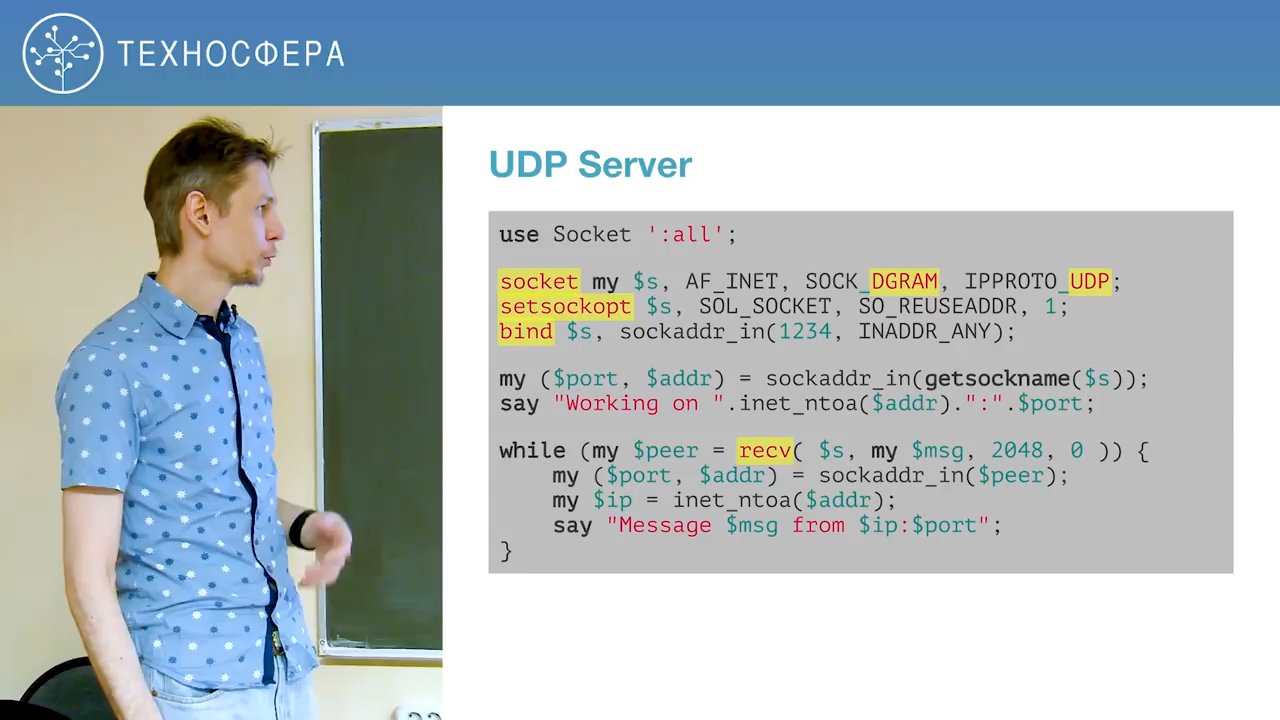 ТЕХНОСФЕРА
UDP Server
use Socket ':all';
socket my $s, AF_INET, SOCK_DGRAM, IPPROTO_UDP;
setsockopt $s, SOL_SOCKET, SO_REUSEADDR, 1;
bind $s, sockaddr_in(1234, INADDR_ANY);
my ($port, $addr) = sockaddr_in(getsockname($s));
say "Working on ".inet_ntoa($addr).":".$port;
while (my $peer = recv( $s, my $msg, 2048, 0 )) {
    my ($port, $addr) = sockaddr_in($peer);
    my $ip = inet_ntoa($addr);
    say "Message $msg from $ip:$port";
}